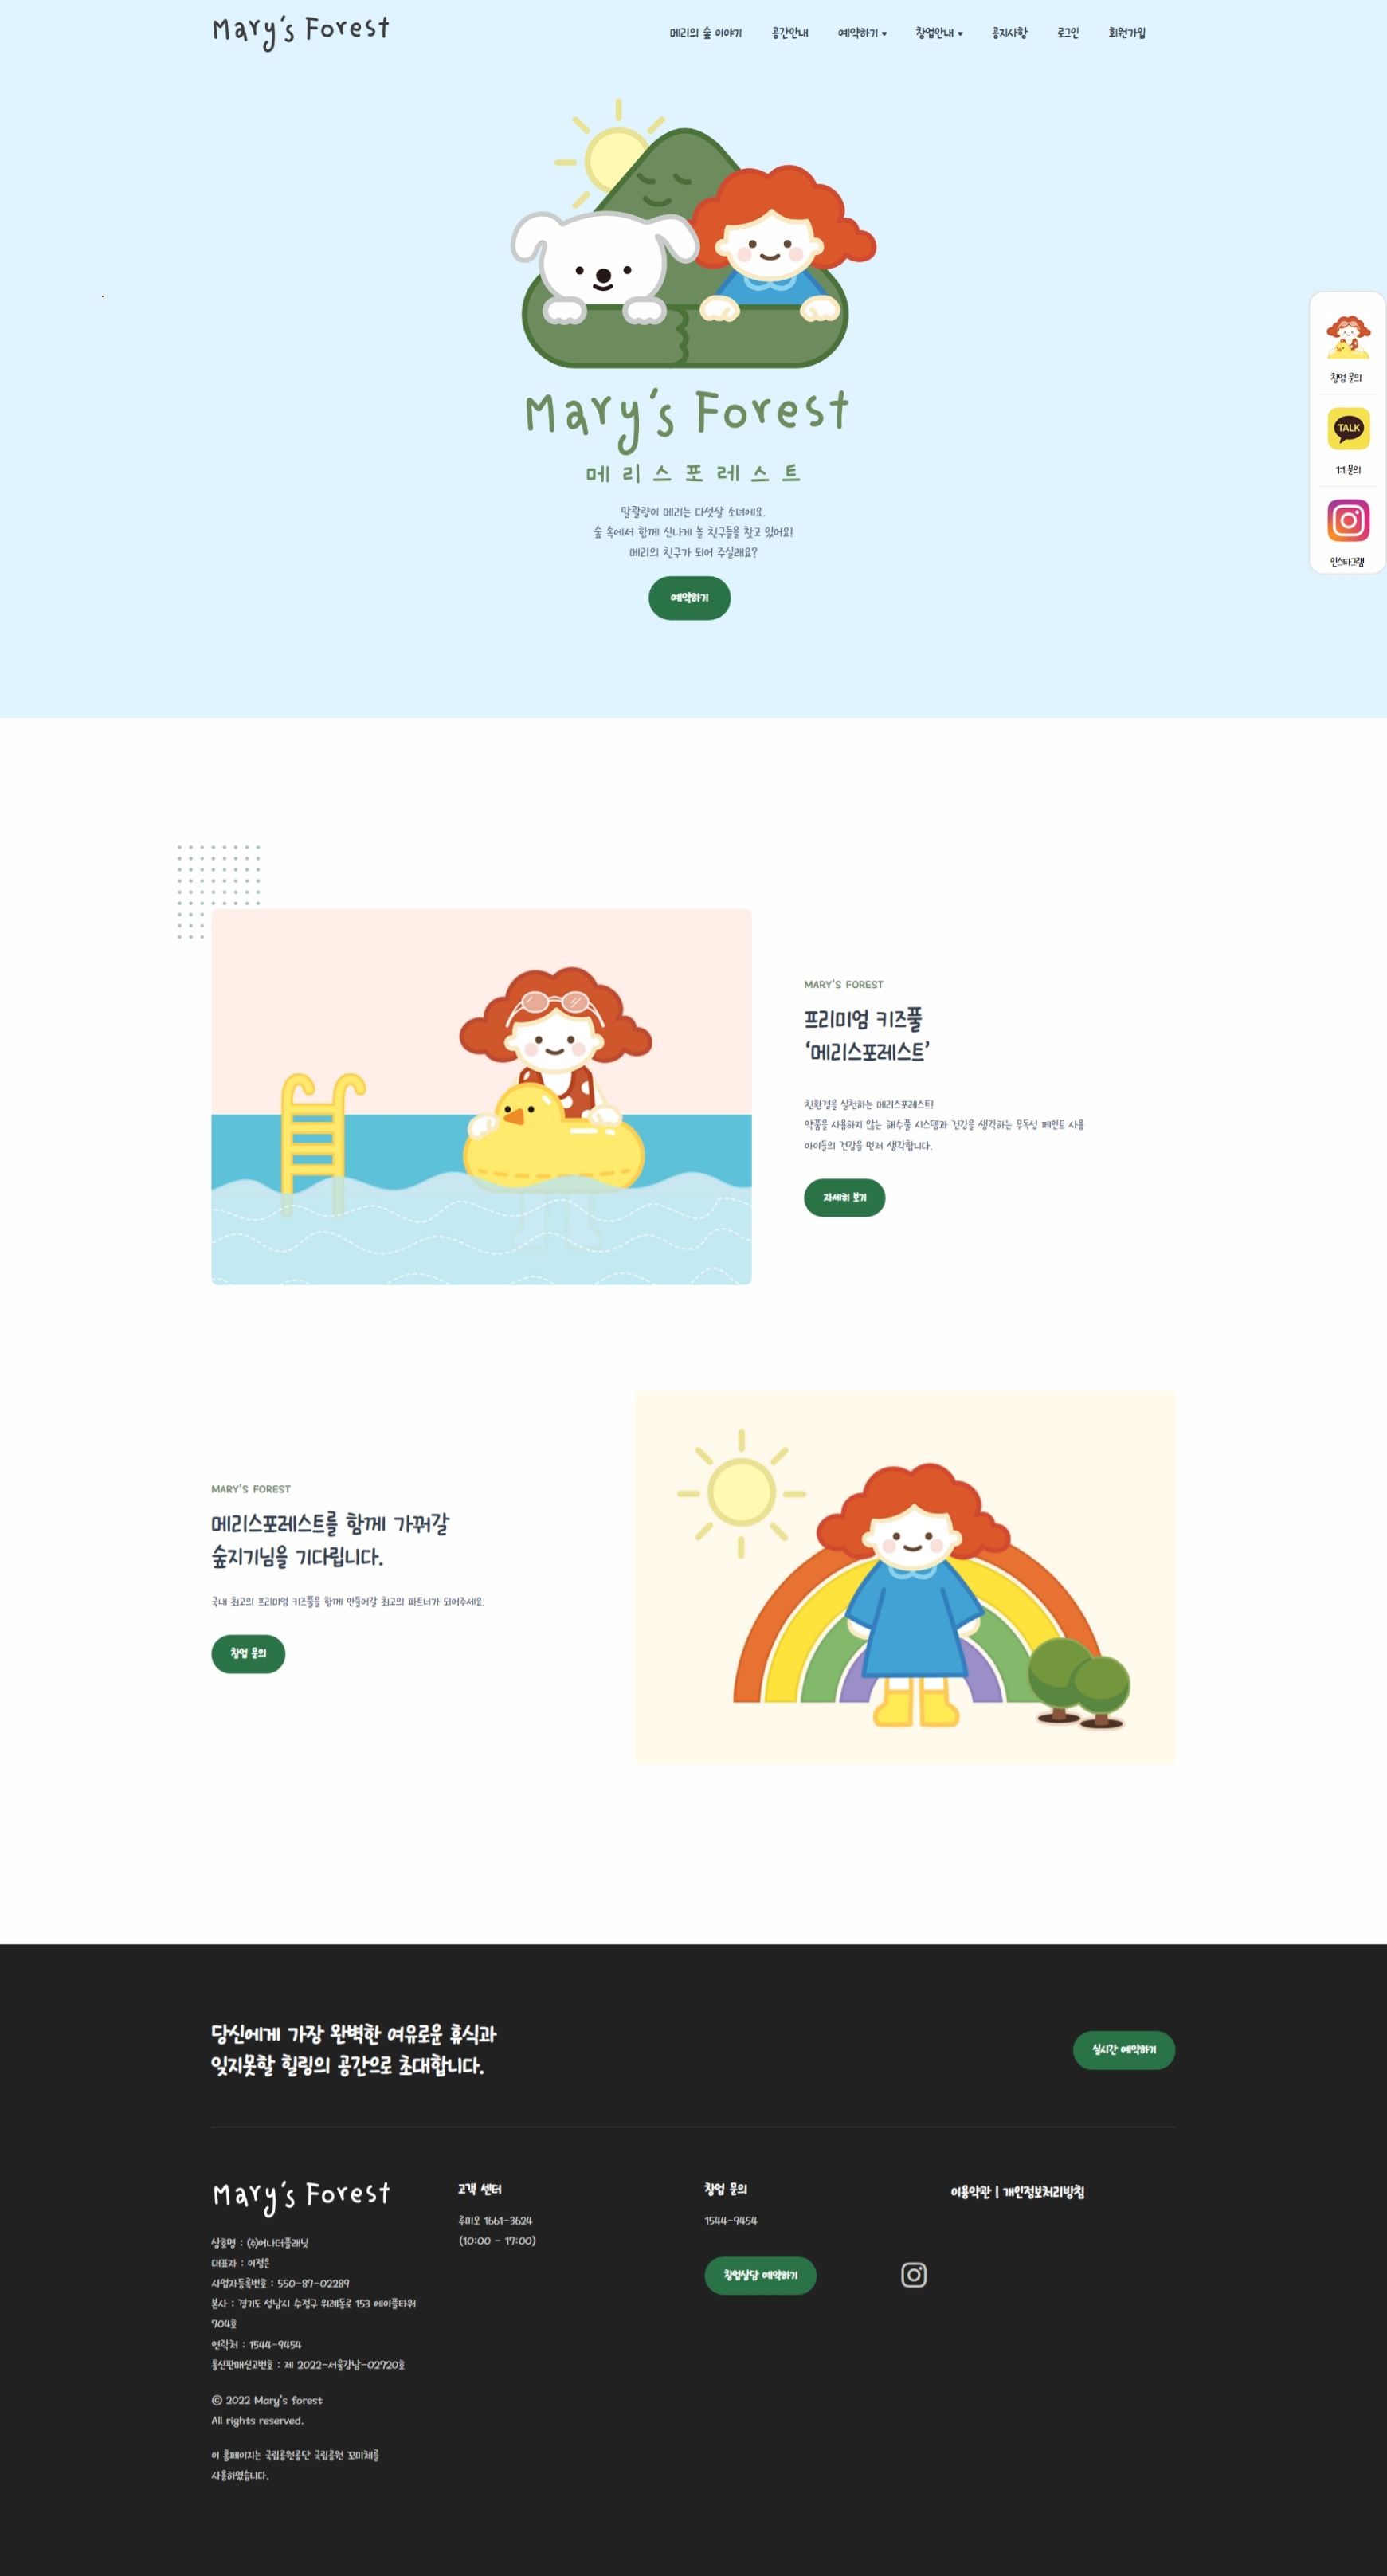 Mary's Forest
메리의 숲 이야기 공간안내 예약하기 창업안내 공지사항 로그인 회원가입
Mary's Forest
메리스포레스트
말괄량이 메리는 다섯살 소녀에요.
숲 속에서 함께 신나게 놀 친구들을 찾고 있어요!
메리의 친구가 되어 주실래요?
예약하기
창업 문의
TALK
1:1 문의
인스타그램
MARY'S FOREST
프리미엄 키즈풀
‘메리스포레스트’
친환경을 실천하는 메리스포레스트!
약품을 사용하지 않는 해수풀 시스템과 건강을 생각하는 무독성 페인트 사용
아이들의 건강을 먼저 생각합니다.
자세히 보기
MARY'S FOREST
메리스포레스트를 함께 가꿔갈
숲지기님을 기다립니다.
국내 최고의 프리미엄 키즈풀을 함께 만들어갈 최고의 파트너가 되어주세요.
창업 문의
당신에게 가장 완벽한 여유로운 휴식과
잊지못할 힐링의 공간으로 초대합니다.
실시간 예약하기
Mary's Forest
상호명 : ㈜어나더플래닛
대표자 : 이정은
사업자등록번호 : 550-87-02289
본사 : 경기도 성남시 수정구 위례동로 153 에이플타워
704호
연락처 : 1544-9454
통신판매신고번호 : 제 2022-서울강남-02720호
© 2022 Mary's forest
All rights reserved.
이 홈페이지는 국립공원공단 국립공원 꼬미체를
사용하였습니다.
고객 센터
루미오 1661-3624
(10:00 - 17:00)
창업 문의
1544-9454
창업상담 예약하기
이용약관 | 개인정보처리방침